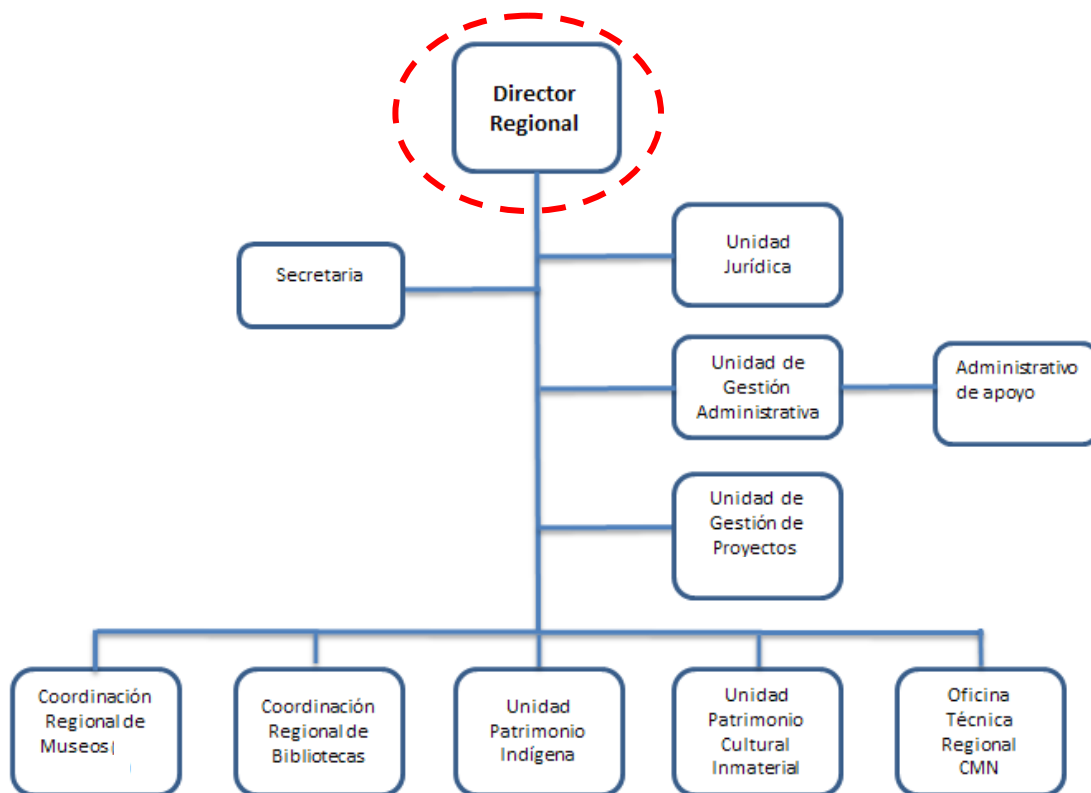 Director
Regional
Unidad
Jurídica
Secretaria
Unidad de
Gestión
Administrativa
Administrativo
de apoyo
Unidad de
Gestión de
Proyectos
Coordinación
Regional de
Museos
Coordinación
Regional de
Bibliotecas
Unidad
Patrimonio
Indígena
Unidad
Patrimonio
Cultural
Inmaterial
Oficina
Técnica
Regional
CMN